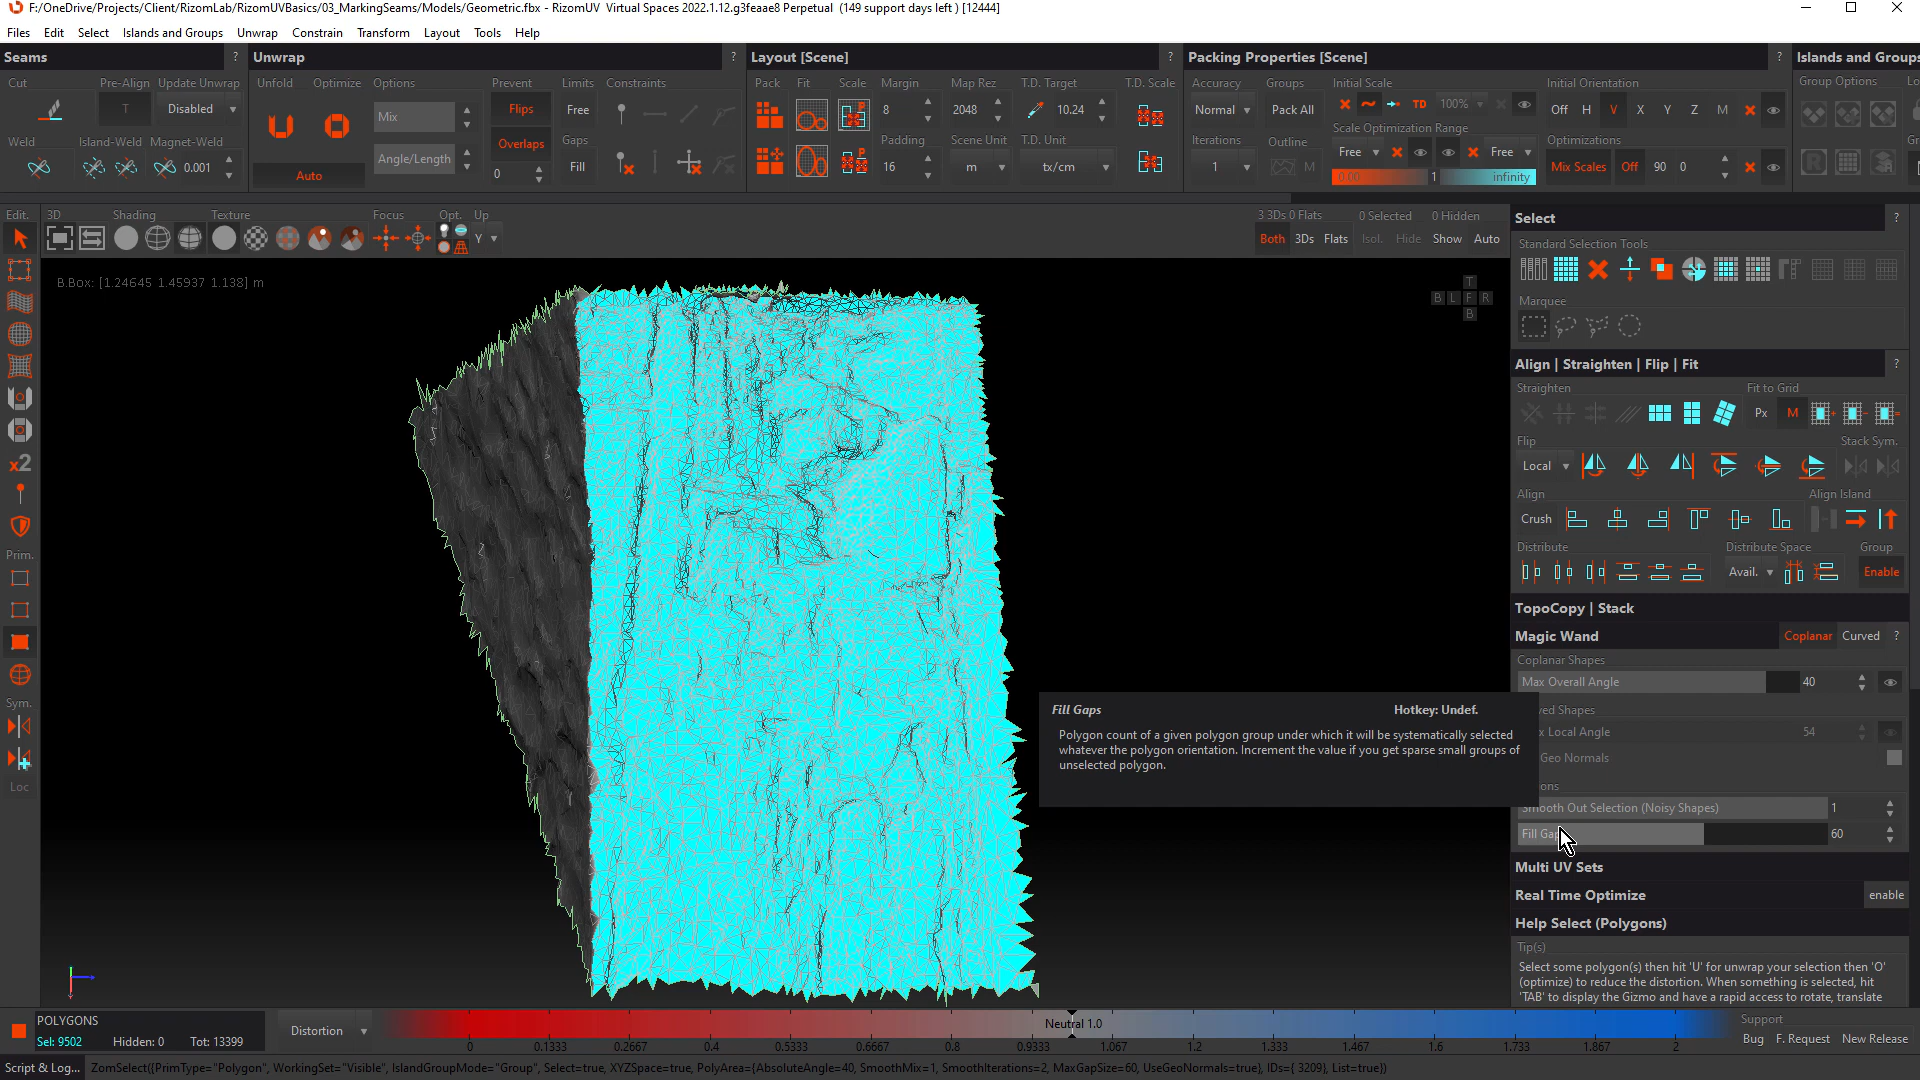 F:/OneDrive/Projects/Client/RizomLab/RizomUVBasics/03_MarkingSeams/Models/Geometric.fbx - RizomUV Virtual Spaces 2022.1.12.g3feaae8 Perpetual (149 support days left ) [12444]
Files Edit Select Islands and Groups Unwrap Constrain Transform Layout Tools Help
Seams ? Unwrap ? Layout [Scene] ? Packing Properties [Scene] ? Islands and Groups
Cut Pre-Align Update Unwrap Unfold Optimize Options Prevent Limits Constraints Pack Fit Scale Margin Map Rez T.D. Target T.D. Scale Accuracy Groups Initial Scale Initial Orientation Group Options
T Disabled Mix Flips Free 8 2048 10.24 Normal Pack All TD 100% Off H V X Y Z M
Weld Island-Weld Magnet-Weld Overlaps Gaps Padding Scene Unit T.D. Unit Iterations Outline Scale Optimization Range Optimizations
0.001 Auto Angle/Length 0 Fill 16 m tx/cm 1 M Free Free Mix Scales Off 90 0
0.00 1 infinity
Edit. 3D Shading Texture Focus Opt. Up 3 3Ds 0 Flats 0 Selected 0 Hidden
Y Both 3Ds Flats Isol. Hide Show Auto
B.Box: [1.24645 1.45937 1.138] m
T
B L F R
B
x2
Prim.
Sym.
Loc
Select ?
Standard Selection Tools
Marquee
Align | Straighten | Flip | Fit ?
Straighten Fit to Grid
Px M
Flip Stack Sym.
Local
Align Align Island
Crush
Distribute Distribute Space Group
Avail. Enable
TopoCopy | Stack
Magic Wand Coplanar Curved ?
Coplanar Shapes
Max Overall Angle 40
Fill Gaps Hotkey: Undef.
Polygon count of a given polygon group under which it will be systematically selected
whatever the polygon orientation. Increment the value if you get sparse small groups of
unselected polygon.
Local Angle 54
Geo Normals
Smooth Out Selection (Noisy Shapes) 1
Fill Gap 60
Multi UV Sets
Real Time Optimize enable
Help Select (Polygons)
Tip(s)
Select some polygon(s) then hit 'U' for unwrap your selection then 'O'
(optimize) to reduce the distortion. When something is selected, hit
'TAB' to display the Gizmo and have a rapid access to rotate, translate
POLYGONS
Sel: 9502 Hidden: 0 Tot: 13399
Distortion Neutral 1.0
0 0.1333 0.2667 0.4 0.5333 0.6667 0.8 0.9333 1.067 1.2 1.333 1.467 1.6 1.733 1.867 2
Support
Bug F. Request New Release
Script & Log... ZomSelect({PrimType="Polygon", WorkingSet="Visible", IslandGroupMode="Group", Select=true, XYZSpace=true, PolyArea={AbsoluteAngle=40, SmoothMix=1, SmoothIterations=2, MaxGapSize=60, UseGeoNormals=true}, IDs={ 3209}, List=true})